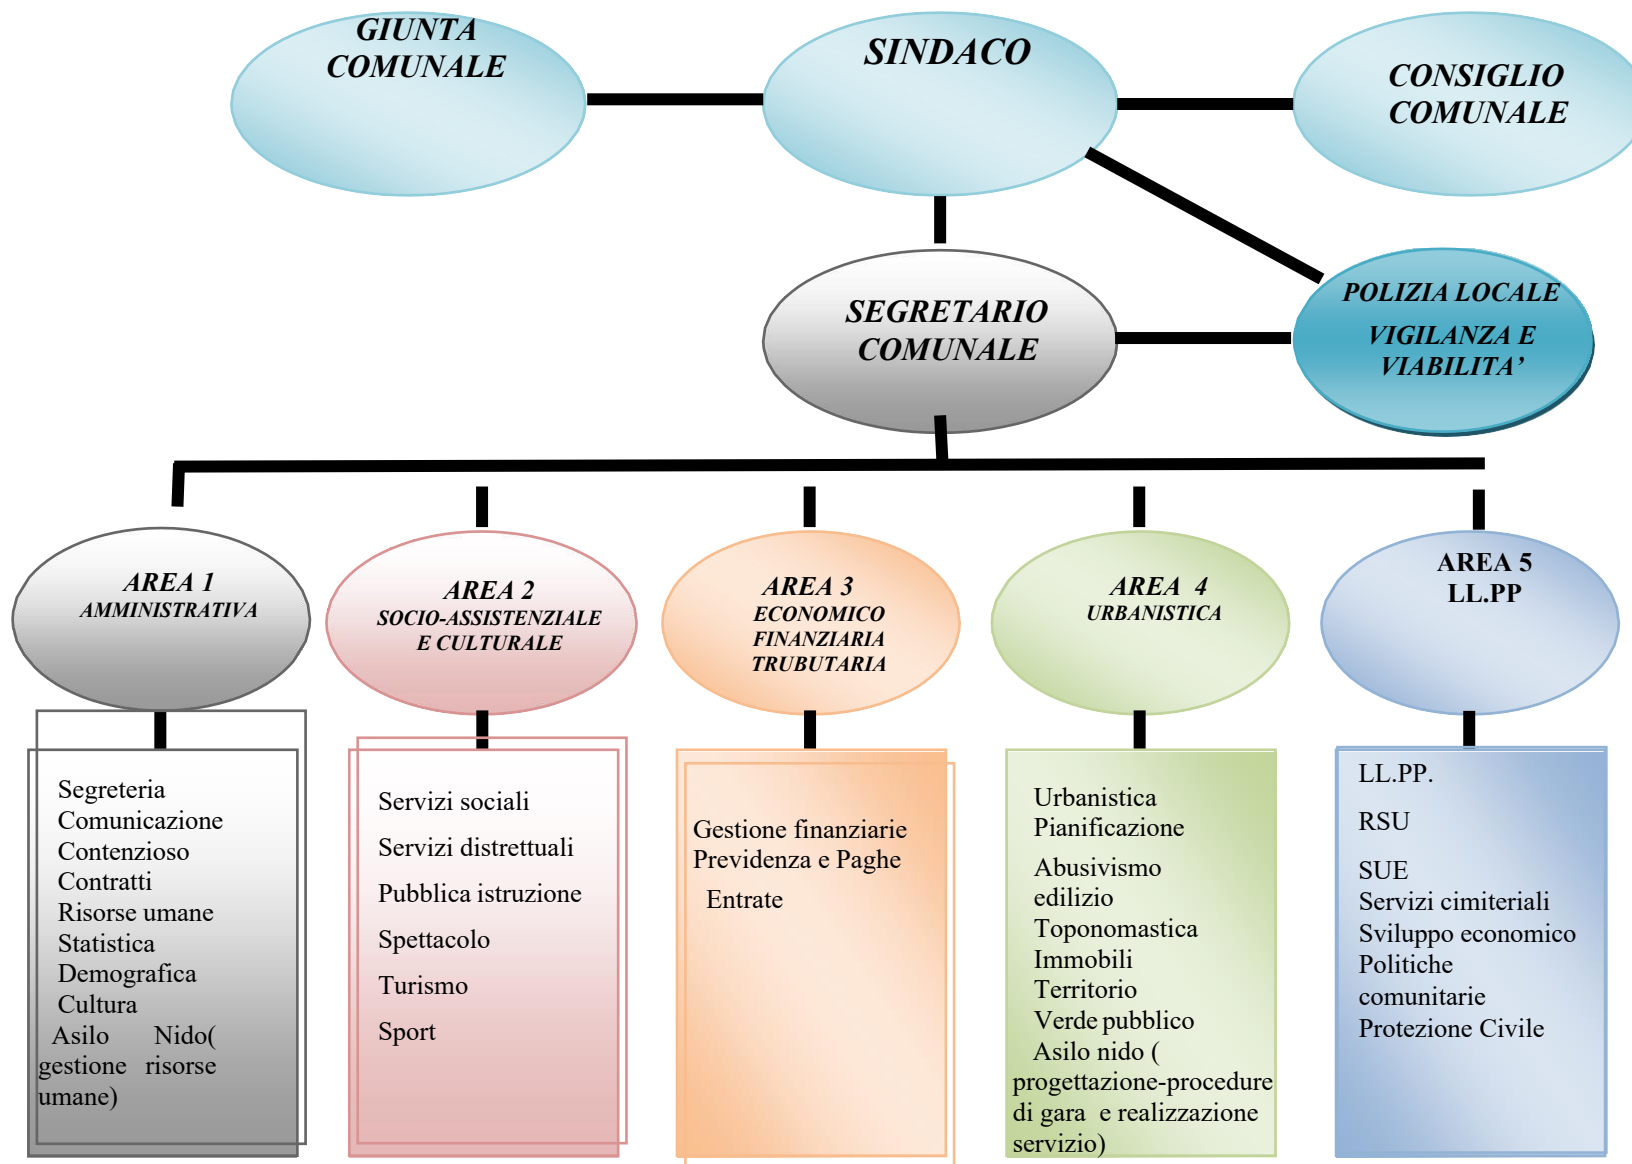 GIUNTA
COMUNALE
SINDACO
CONSIGLIO
COMUNALE
SEGRETARIO
COMUNALE
POLIZIA LOCALE
VIGILANZA E
VIABILITA’
AREA 1
AMMINISTRATIVA
AREA 2
SOCIO-ASSISTENZIALE
E CULTURALE
AREA 3
ECONOMICO
FINANZIARIA
TRUBUTARIA
AREA 4
URBANISTICA
AREA 5
LL.PP
Segreteria
Comunicazione
Contenzioso
Contratti
Risorse umane
Statistica
Demografica
Cultura
Asilo Nido(
gestione risorse
umane)
Servizi sociali
Servizi distrettuali
Pubblica istruzione
Spettacolo
Turismo
Sport
Gestione finanziarie
Previdenza e Paghe
Entrate
Urbanistica
Pianificazione
Abusivismo
edilizio
Toponomastica
Immobili
Territorio
Verde pubblico
Asilo nido (
progettazione-procedure
di gara e realizzazione
servizio)
LL.PP.
RSU
SUE
Servizi cimiteriali
Sviluppo economico
Politiche
comunitarie
Protezione Civile